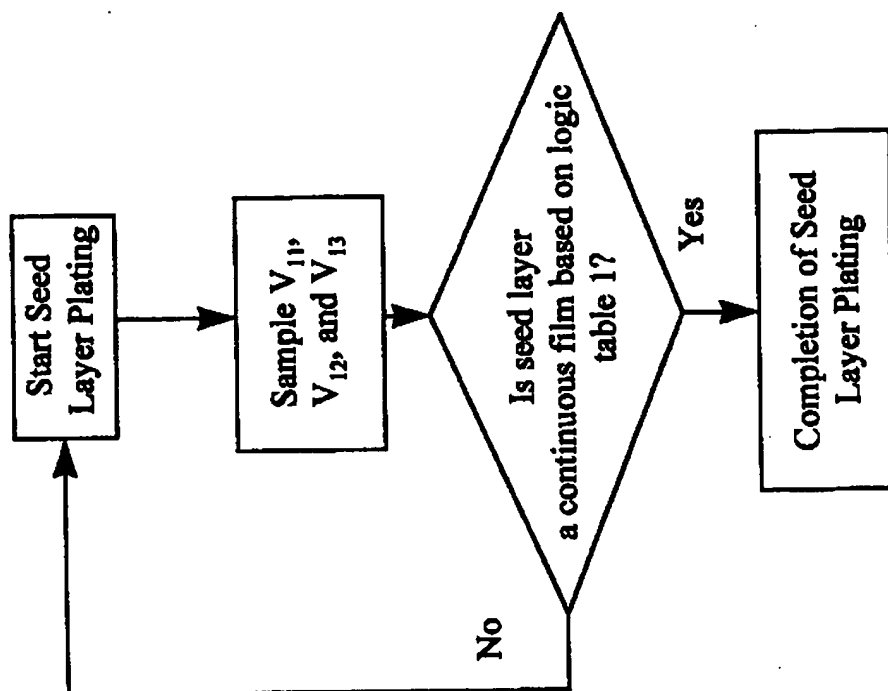 Start Seed
Layer Plating
Sample V₁₁,
V₁₂, and V₁₃
Is seed layer
a continuous film based on logic
table 1?
No
Yes
Completion of Seed
Layer Plating